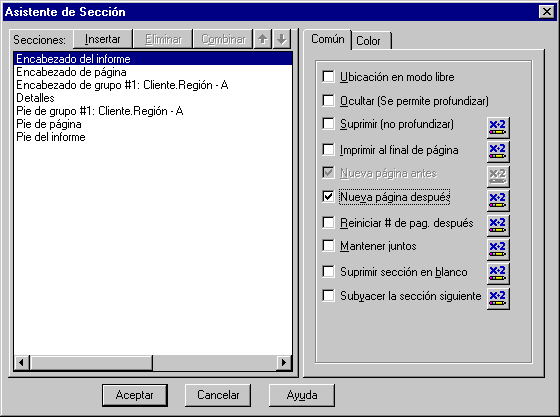 Asistente de Sección
Secciones: Insertar Eliminar Combinar
Encabezado del informe
Encabezado de página
Encabezado de grupo #1: Cliente.Región - A
Detalles
Pie de grupo #1: Cliente.Región - A
Pie de página
Pie del informe
Común Color
Ubicación en modo libre
Ocultar (Se permite profundizar)
Suprimir (no profundizar) X+2
Imprimir al final de página X+2
Nueva página antes X+2
Nueva página después X+2
Reiniciar # de pag. después X+2
Mantener juntos X+2
Suprimir sección en blanco X+2
Subyacer la sección siguiente X+2
Aceptar Cancelar Ayuda